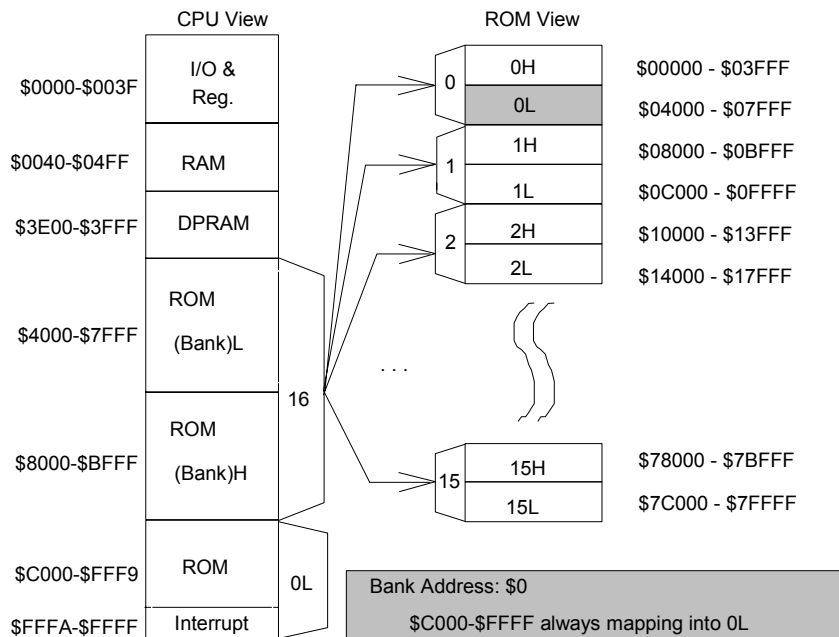 CPU View
ROM View
$0000-$003F
I/O &
Reg.
$0040-$04FF
RAM
$3E00-$3FFF
DPRAM
$4000-$7FFF
ROM
(Bank)L
$8000-$BFFF
ROM
(Bank)H
16
$C000-$FFF9
ROM
0L
$FFFA-$FFFF
Interrupt
0
0H
$00000 - $03FFF
0L
$04000 - $07FFF
1
1H
$08000 - $0BFFF
1L
$0C000 - $0FFFF
2
2H
$10000 - $13FFF
2L
$14000 - $17FFF
. . .
15
15H
$78000 - $7BFFF
15L
$7C000 - $7FFFF
Bank Address: $0
$C000-$FFFF always mapping into 0L